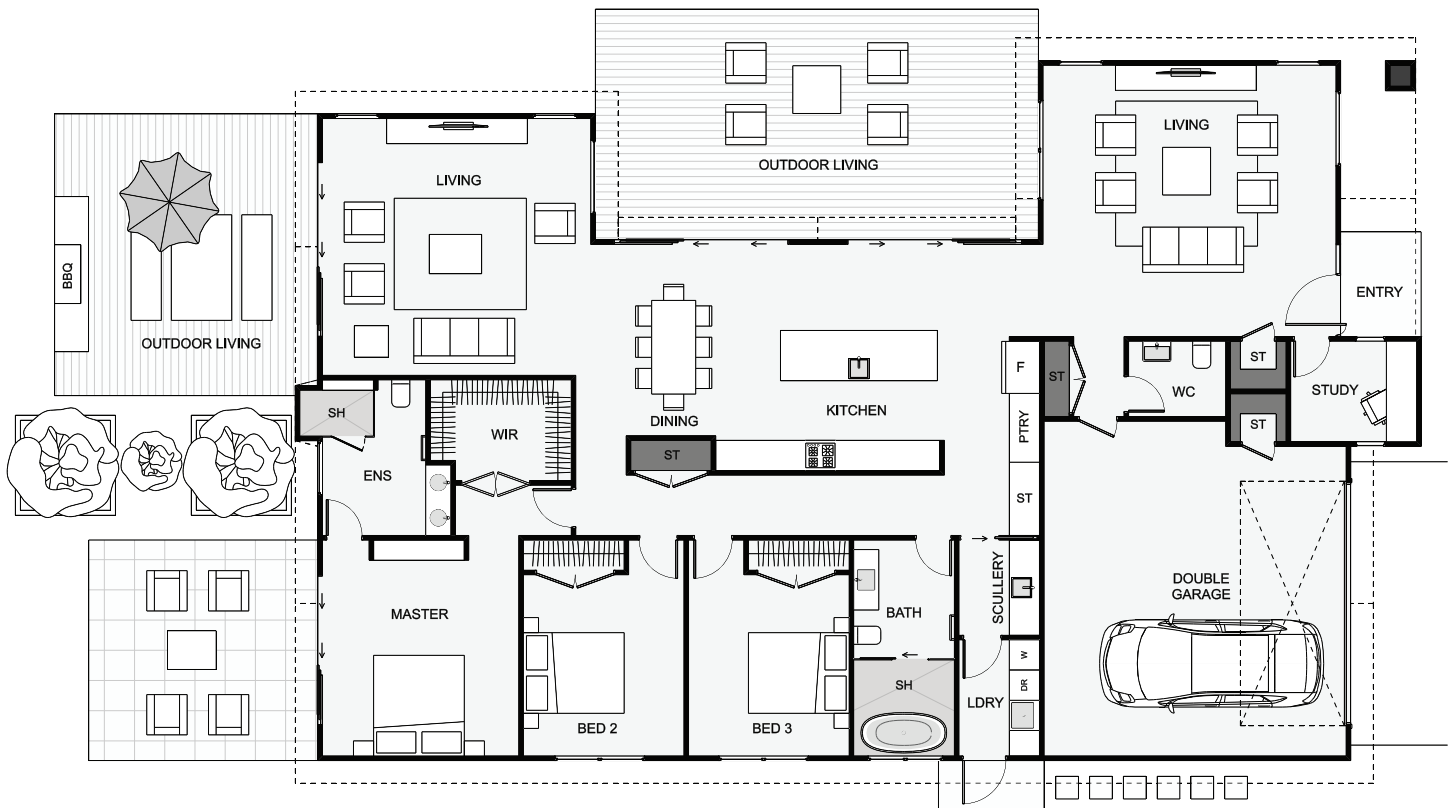 LIVING
OUTDOOR LIVING
LIVING
BBQ
OUTDOOR LIVING
ENTRY
SH
WIR
ENS
DINING
KITCHEN
ST
F
PTRY
ST
ST
WC
ST
ST
STUDY
MASTER
BED 2
BED 3
BATH
SH
SCULLERY
LDRY
W
DR
DOUBLE
GARAGE